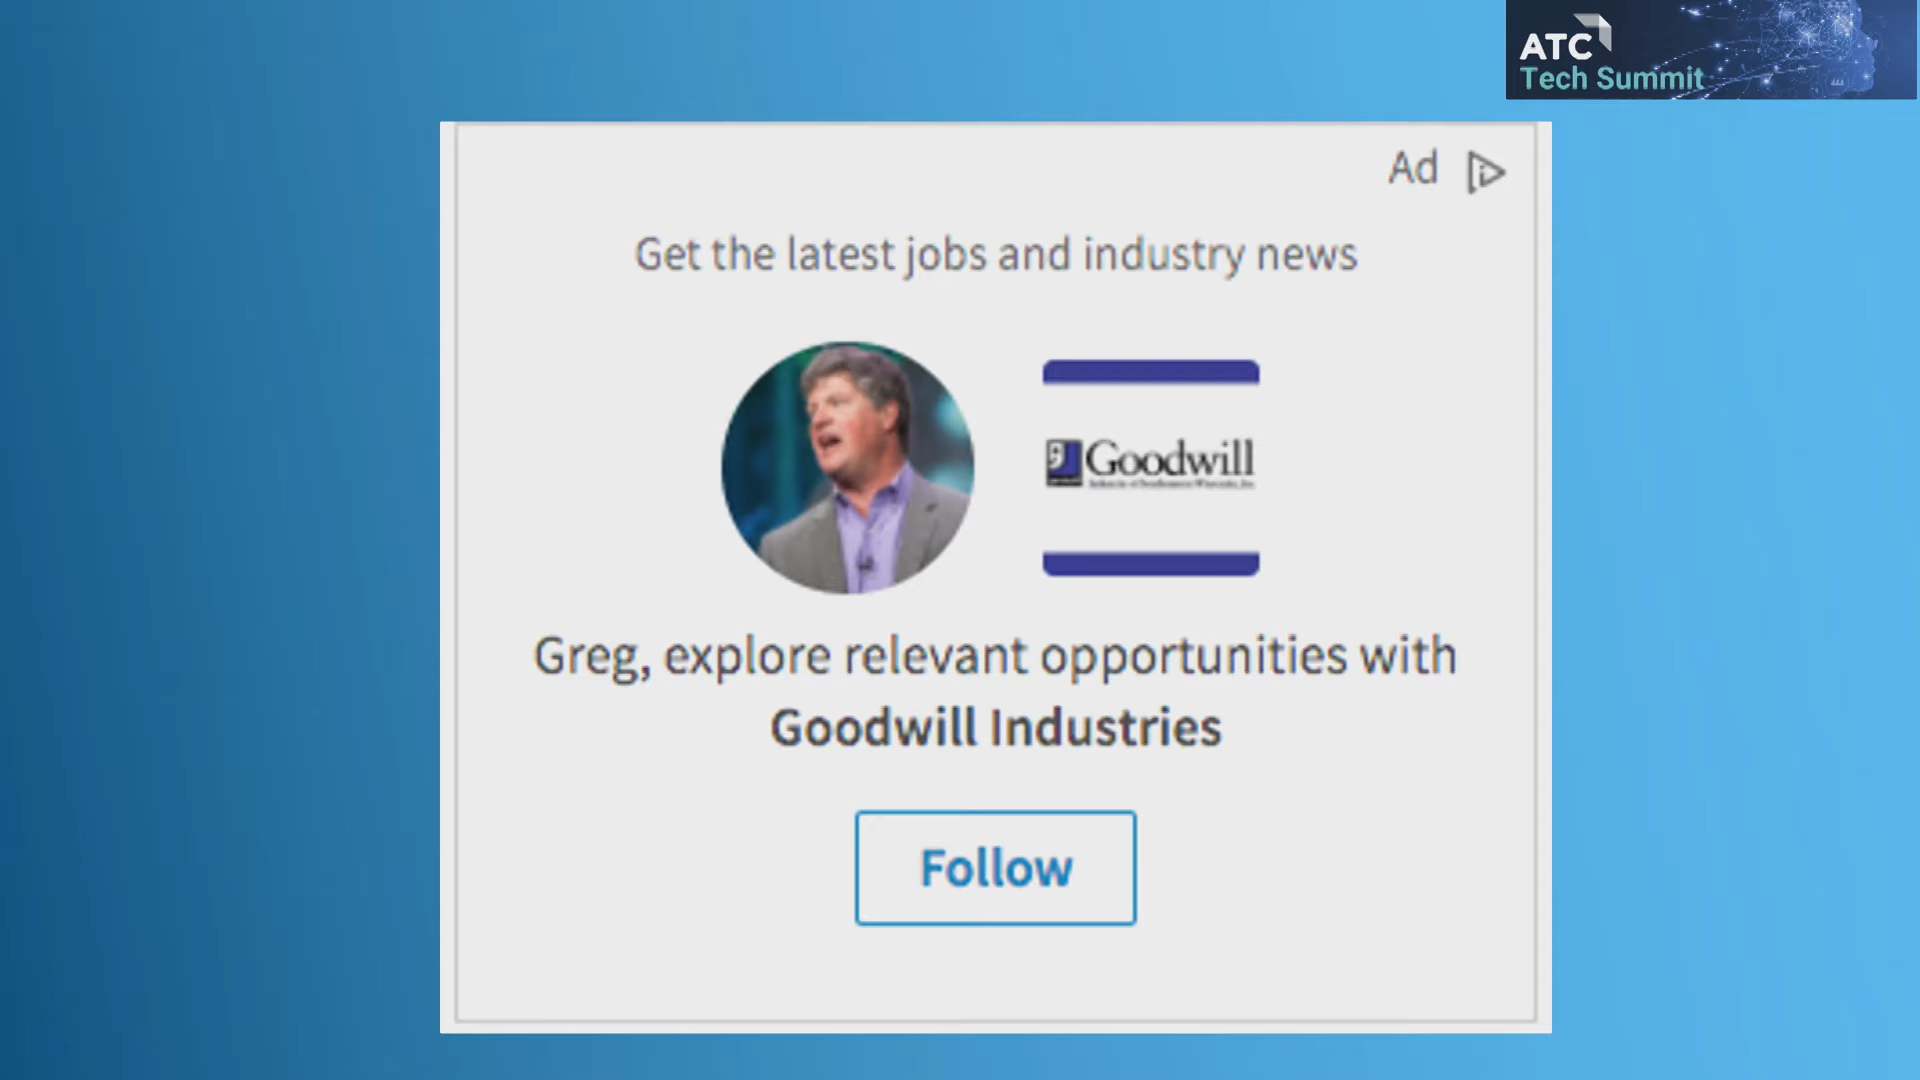 ATC
Tech Summit
Ad
Get the latest jobs and industry news
Goodwill
Greg, explore relevant opportunities with
Goodwill Industries
Follow